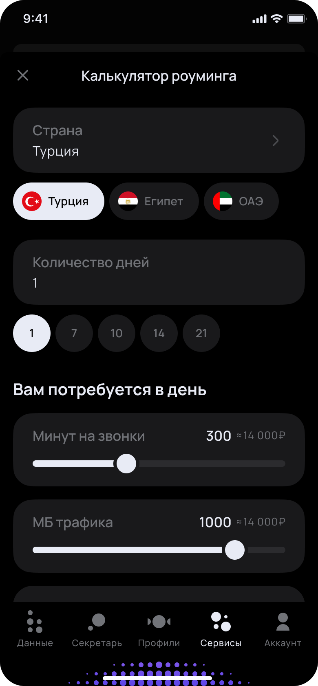 9:41
Калькулятор роуминга
Страна
Турция
Турция Египет ОАЭ
Количество дней
1
1 7 10 14 21
Вам потребуется в день
Минут на звонки 300 ≈14 000₽
МБ трафика 1000 ≈14 000₽
Данные Секретарь Профили Сервисы Аккаунт